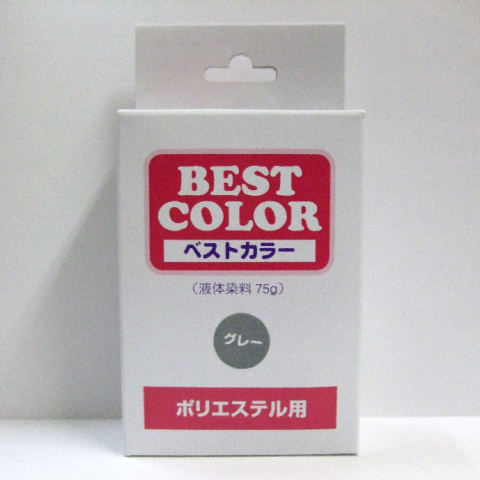 BEST
COLOR
ベストカラー
（液体染料 75g）
グレー
ポリエステル用